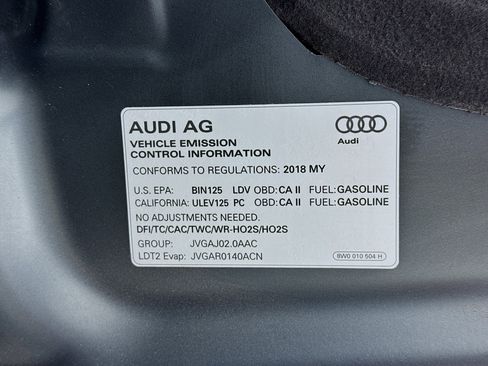 AUDI AG
Audi
VEHICLE EMISSION
CONTROL INFORMATION
CONFORMS TO REGULATIONS: 2018 MY
U.S. EPA: BIN125 LDV OBD: CA II FUEL: GASOLINE
CALIFORNIA: ULEV125 PC OBD: CA II FUEL: GASOLINE
NO ADJUSTMENTS NEEDED.
DFI/TC/CAC/TWC/WR-HO2S/HO2S
GROUP: JVGAJ02.0AAC
LDT2 Evap: JVGAR0140ACN
8W0 010 504 H